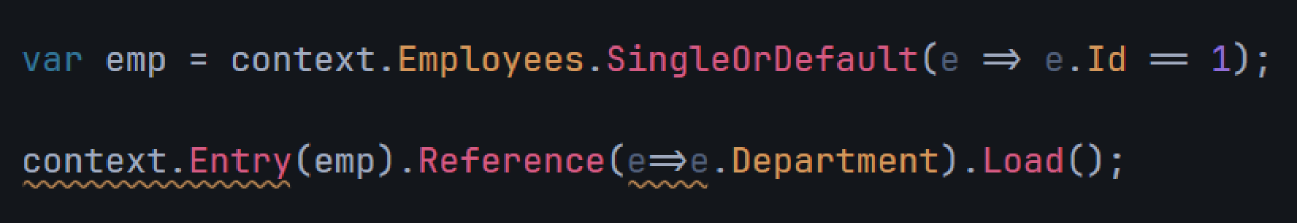 var emp = context.Employees.SingleOrDefault(e => e.Id == 1);
context.Entry(emp).Reference(e=>e.Department).Load();